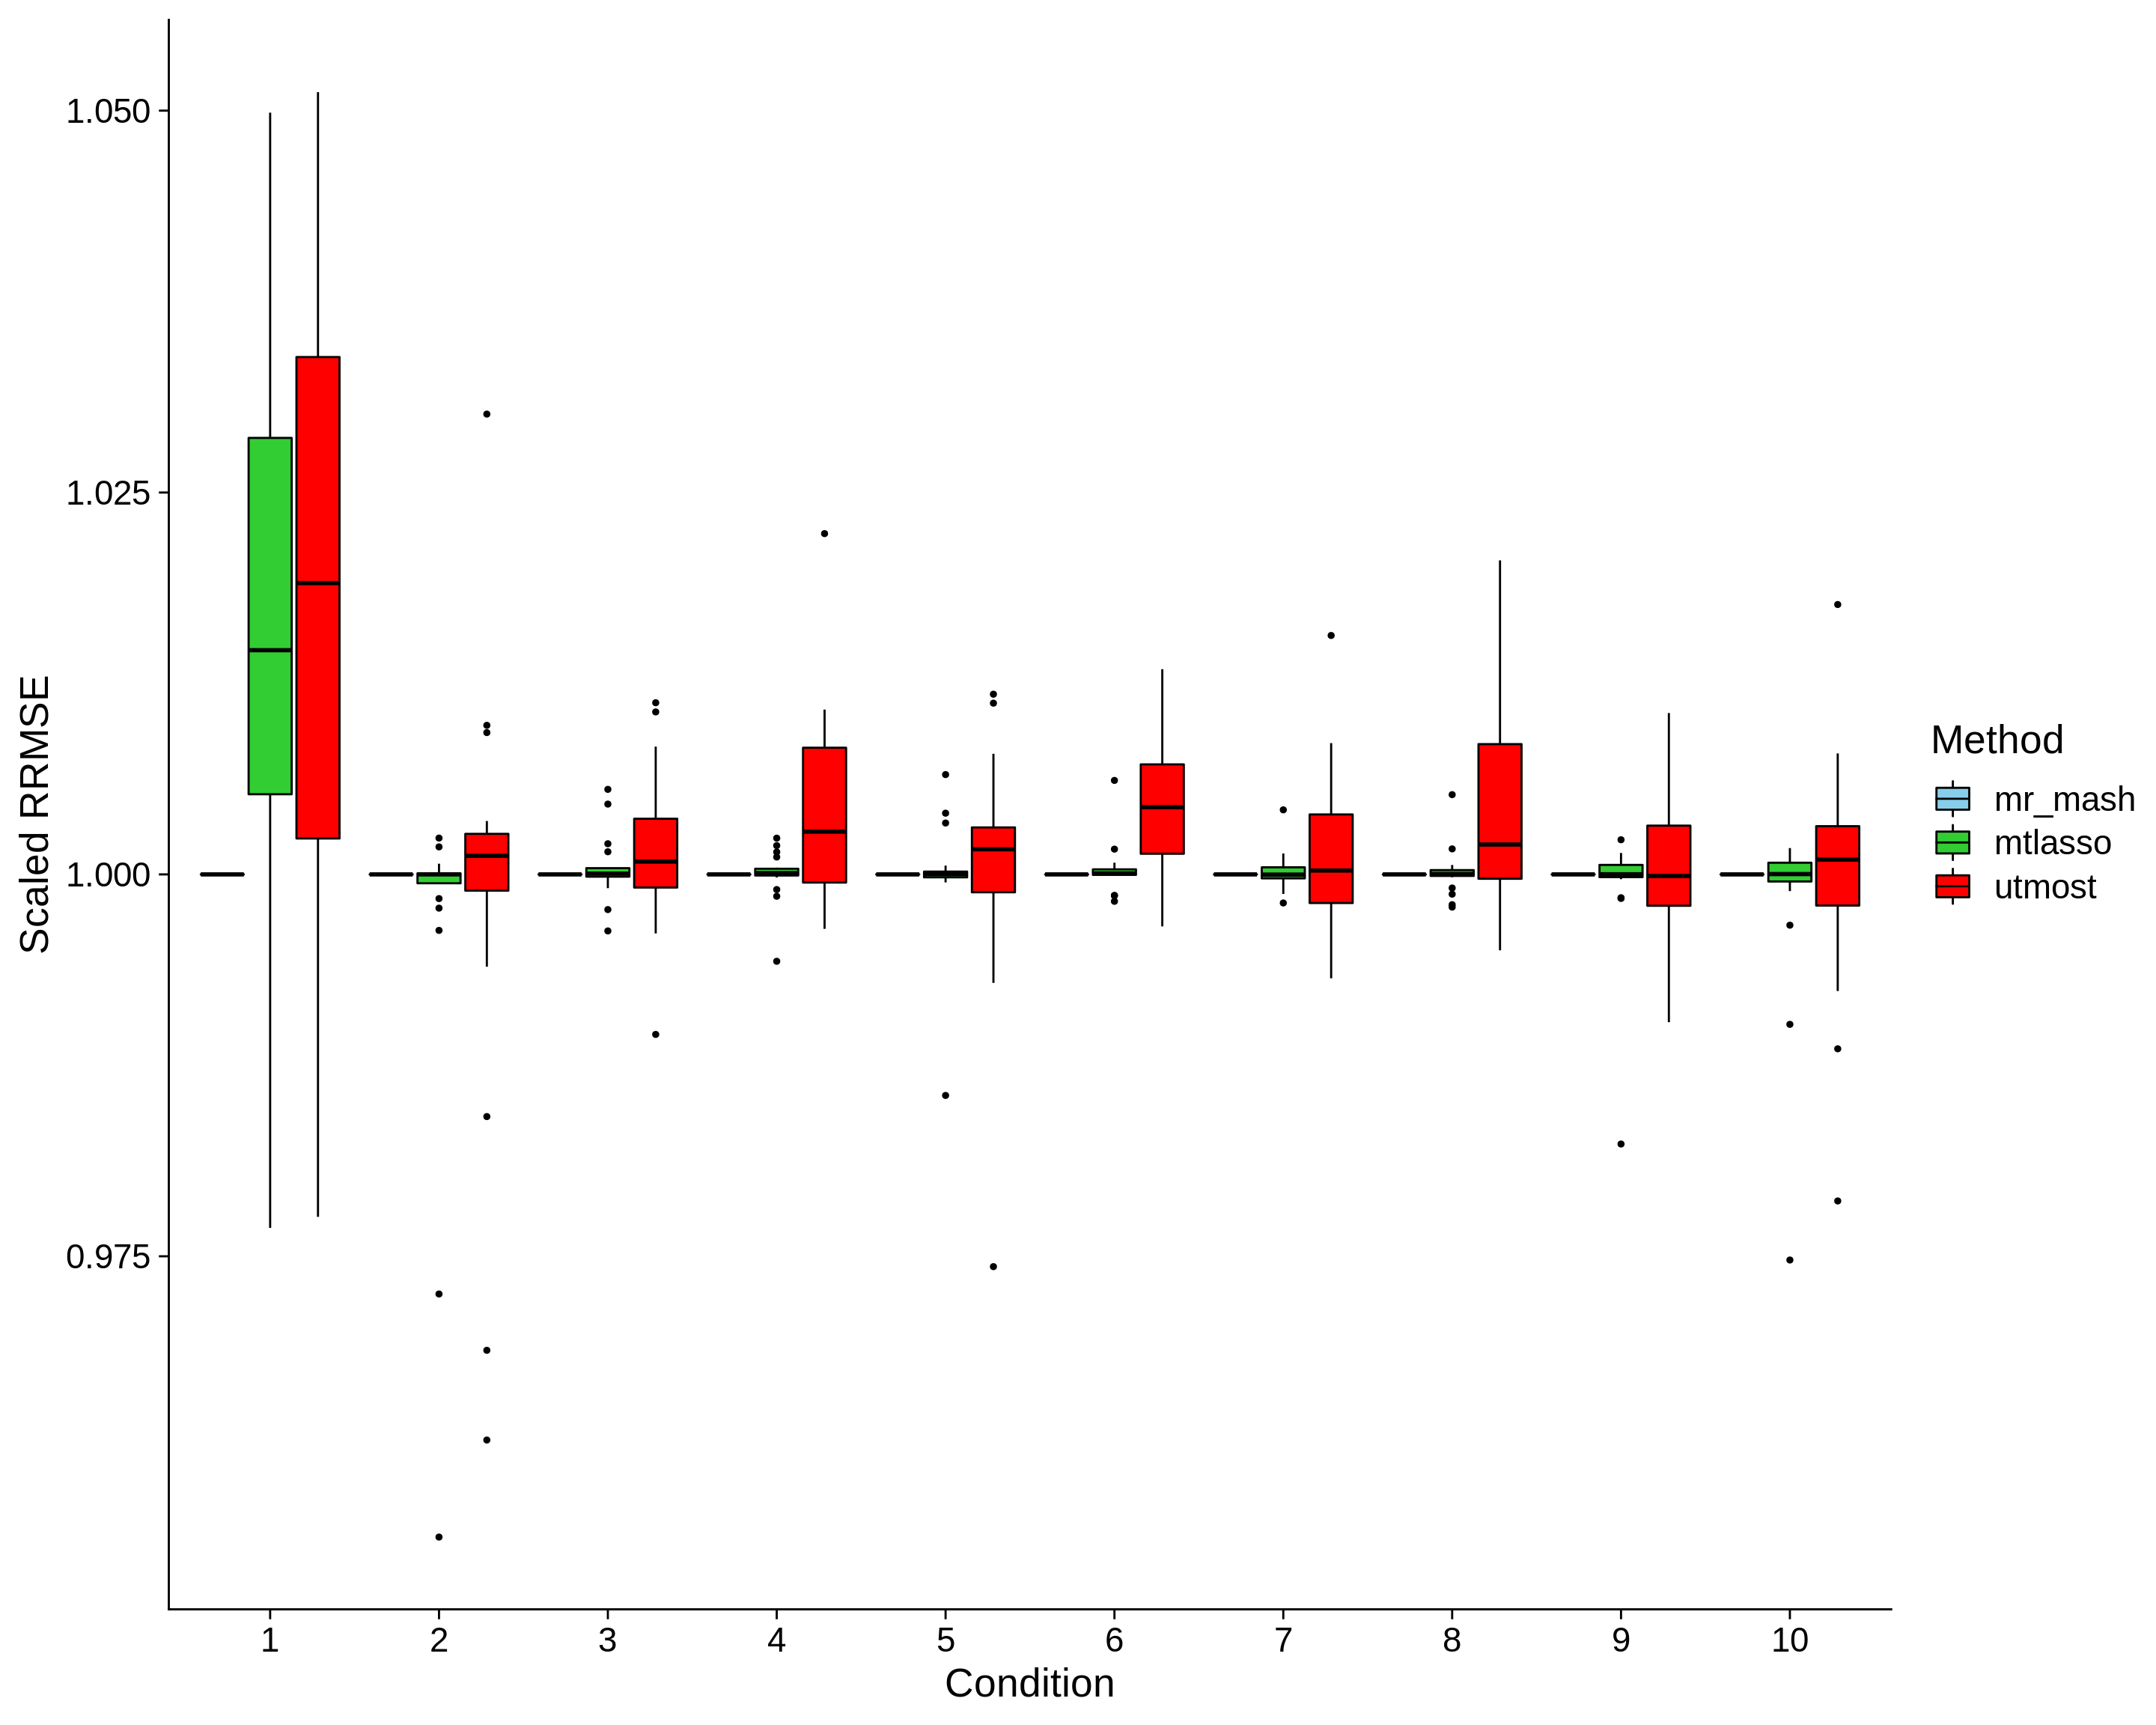 1.050
1.025
1.000
0.975
Scaled RRMSE
1 2 3 4 5 6 7 8 9 10
Condition
Method
mr_mash
mtlasso
utmost